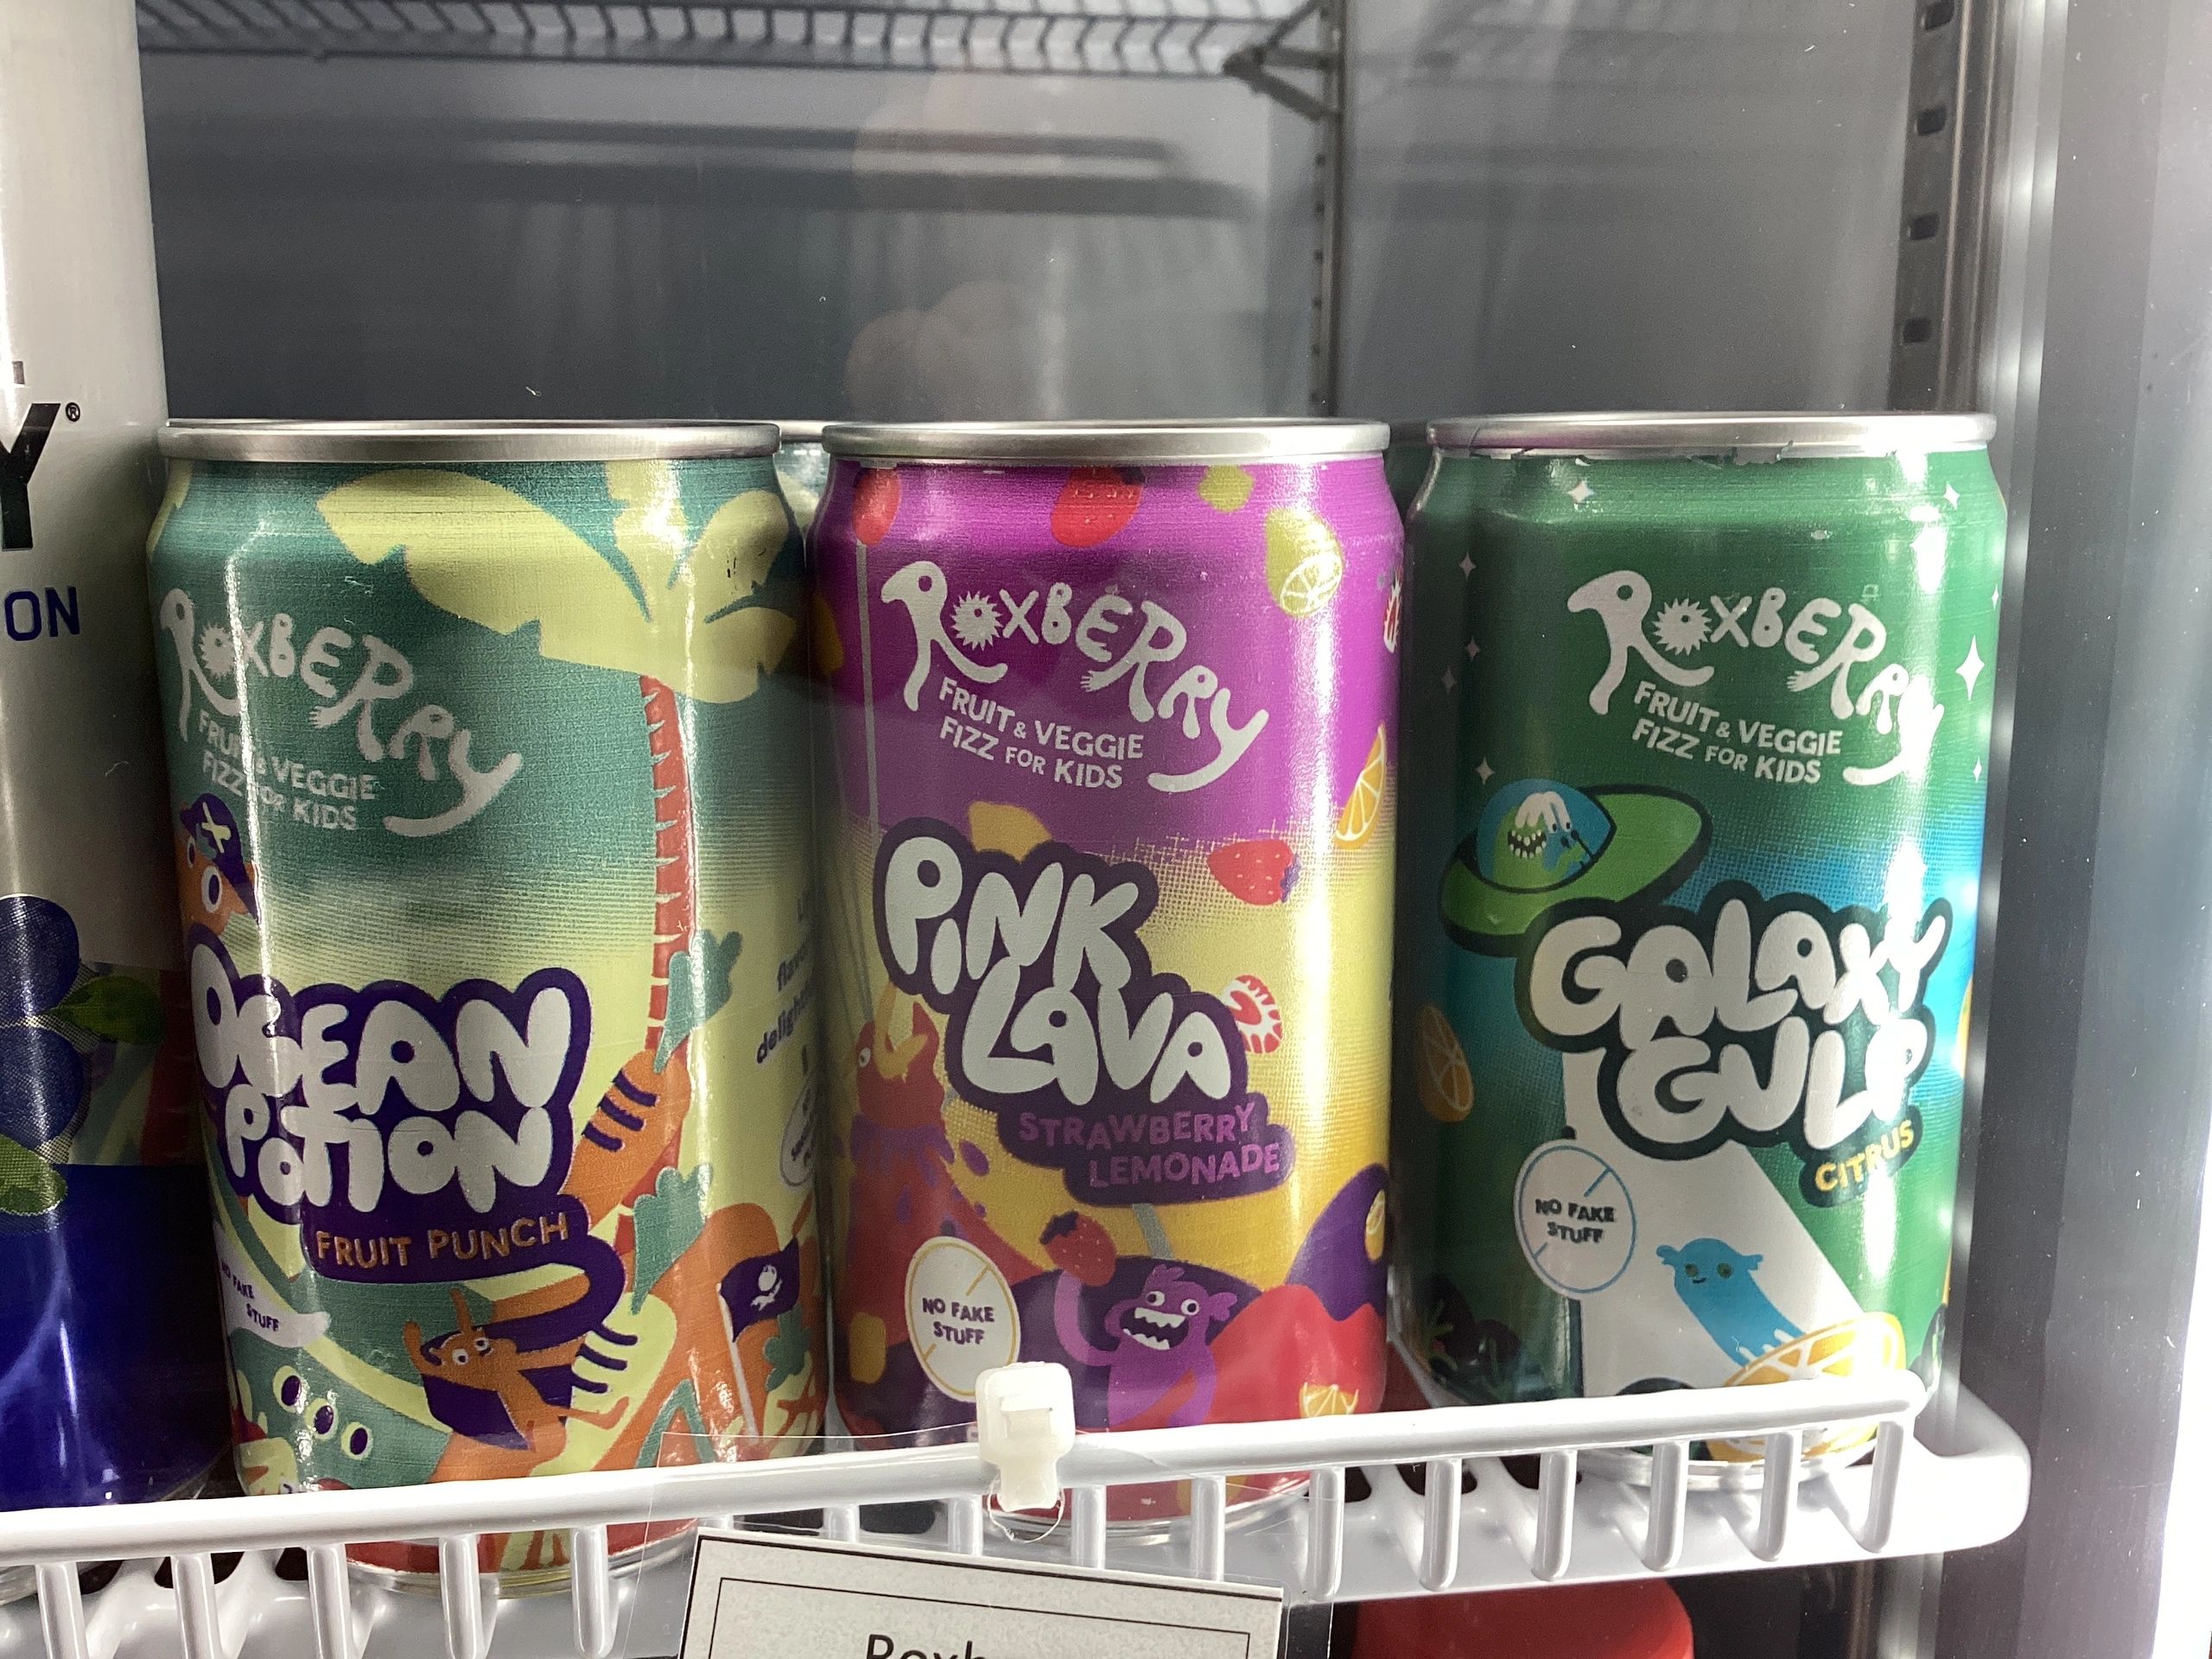 Y®
ON
ROXBERRY
FRUIT & VEGGIE
FIZZ FOR KIDS
OCEAN
POTION
FRUIT PUNCH
NO FAKE
STUFF
ROXBERRY
FRUIT & VEGGIE
FIZZ FOR KIDS
PINK
LAVA
STRAWBERRY
LEMONADE
NO FAKE
STUFF
ROXBERRY
FRUIT & VEGGIE
FIZZ FOR KIDS
GALAXY
GULP
CITRUS
NO FAKE
STUFF